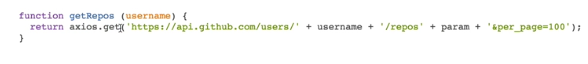 function getRepos (username) {
return axios.get('https://api.github.com/users/' + username + '/repos' + param + '&per_page=100');
}